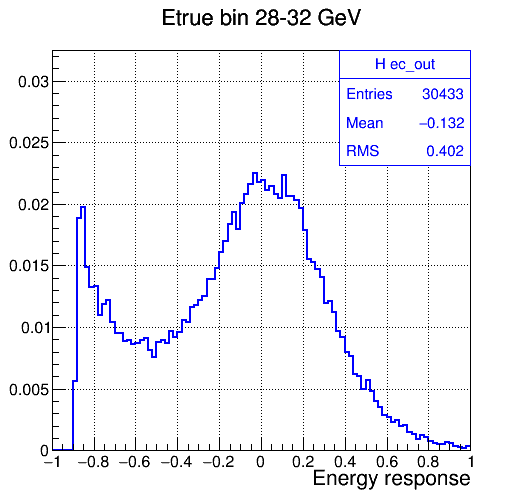 Etrue bin 28-32 GeV
H ec_out
Entries 30433
Mean −0.132
RMS 0.402
0.03
0.025
0.02
0.015
0.01
0.005
0
−1 −0.8 −0.6 −0.4 −0.2 0 0.2 0.4 0.6 0.8 1
Energy response